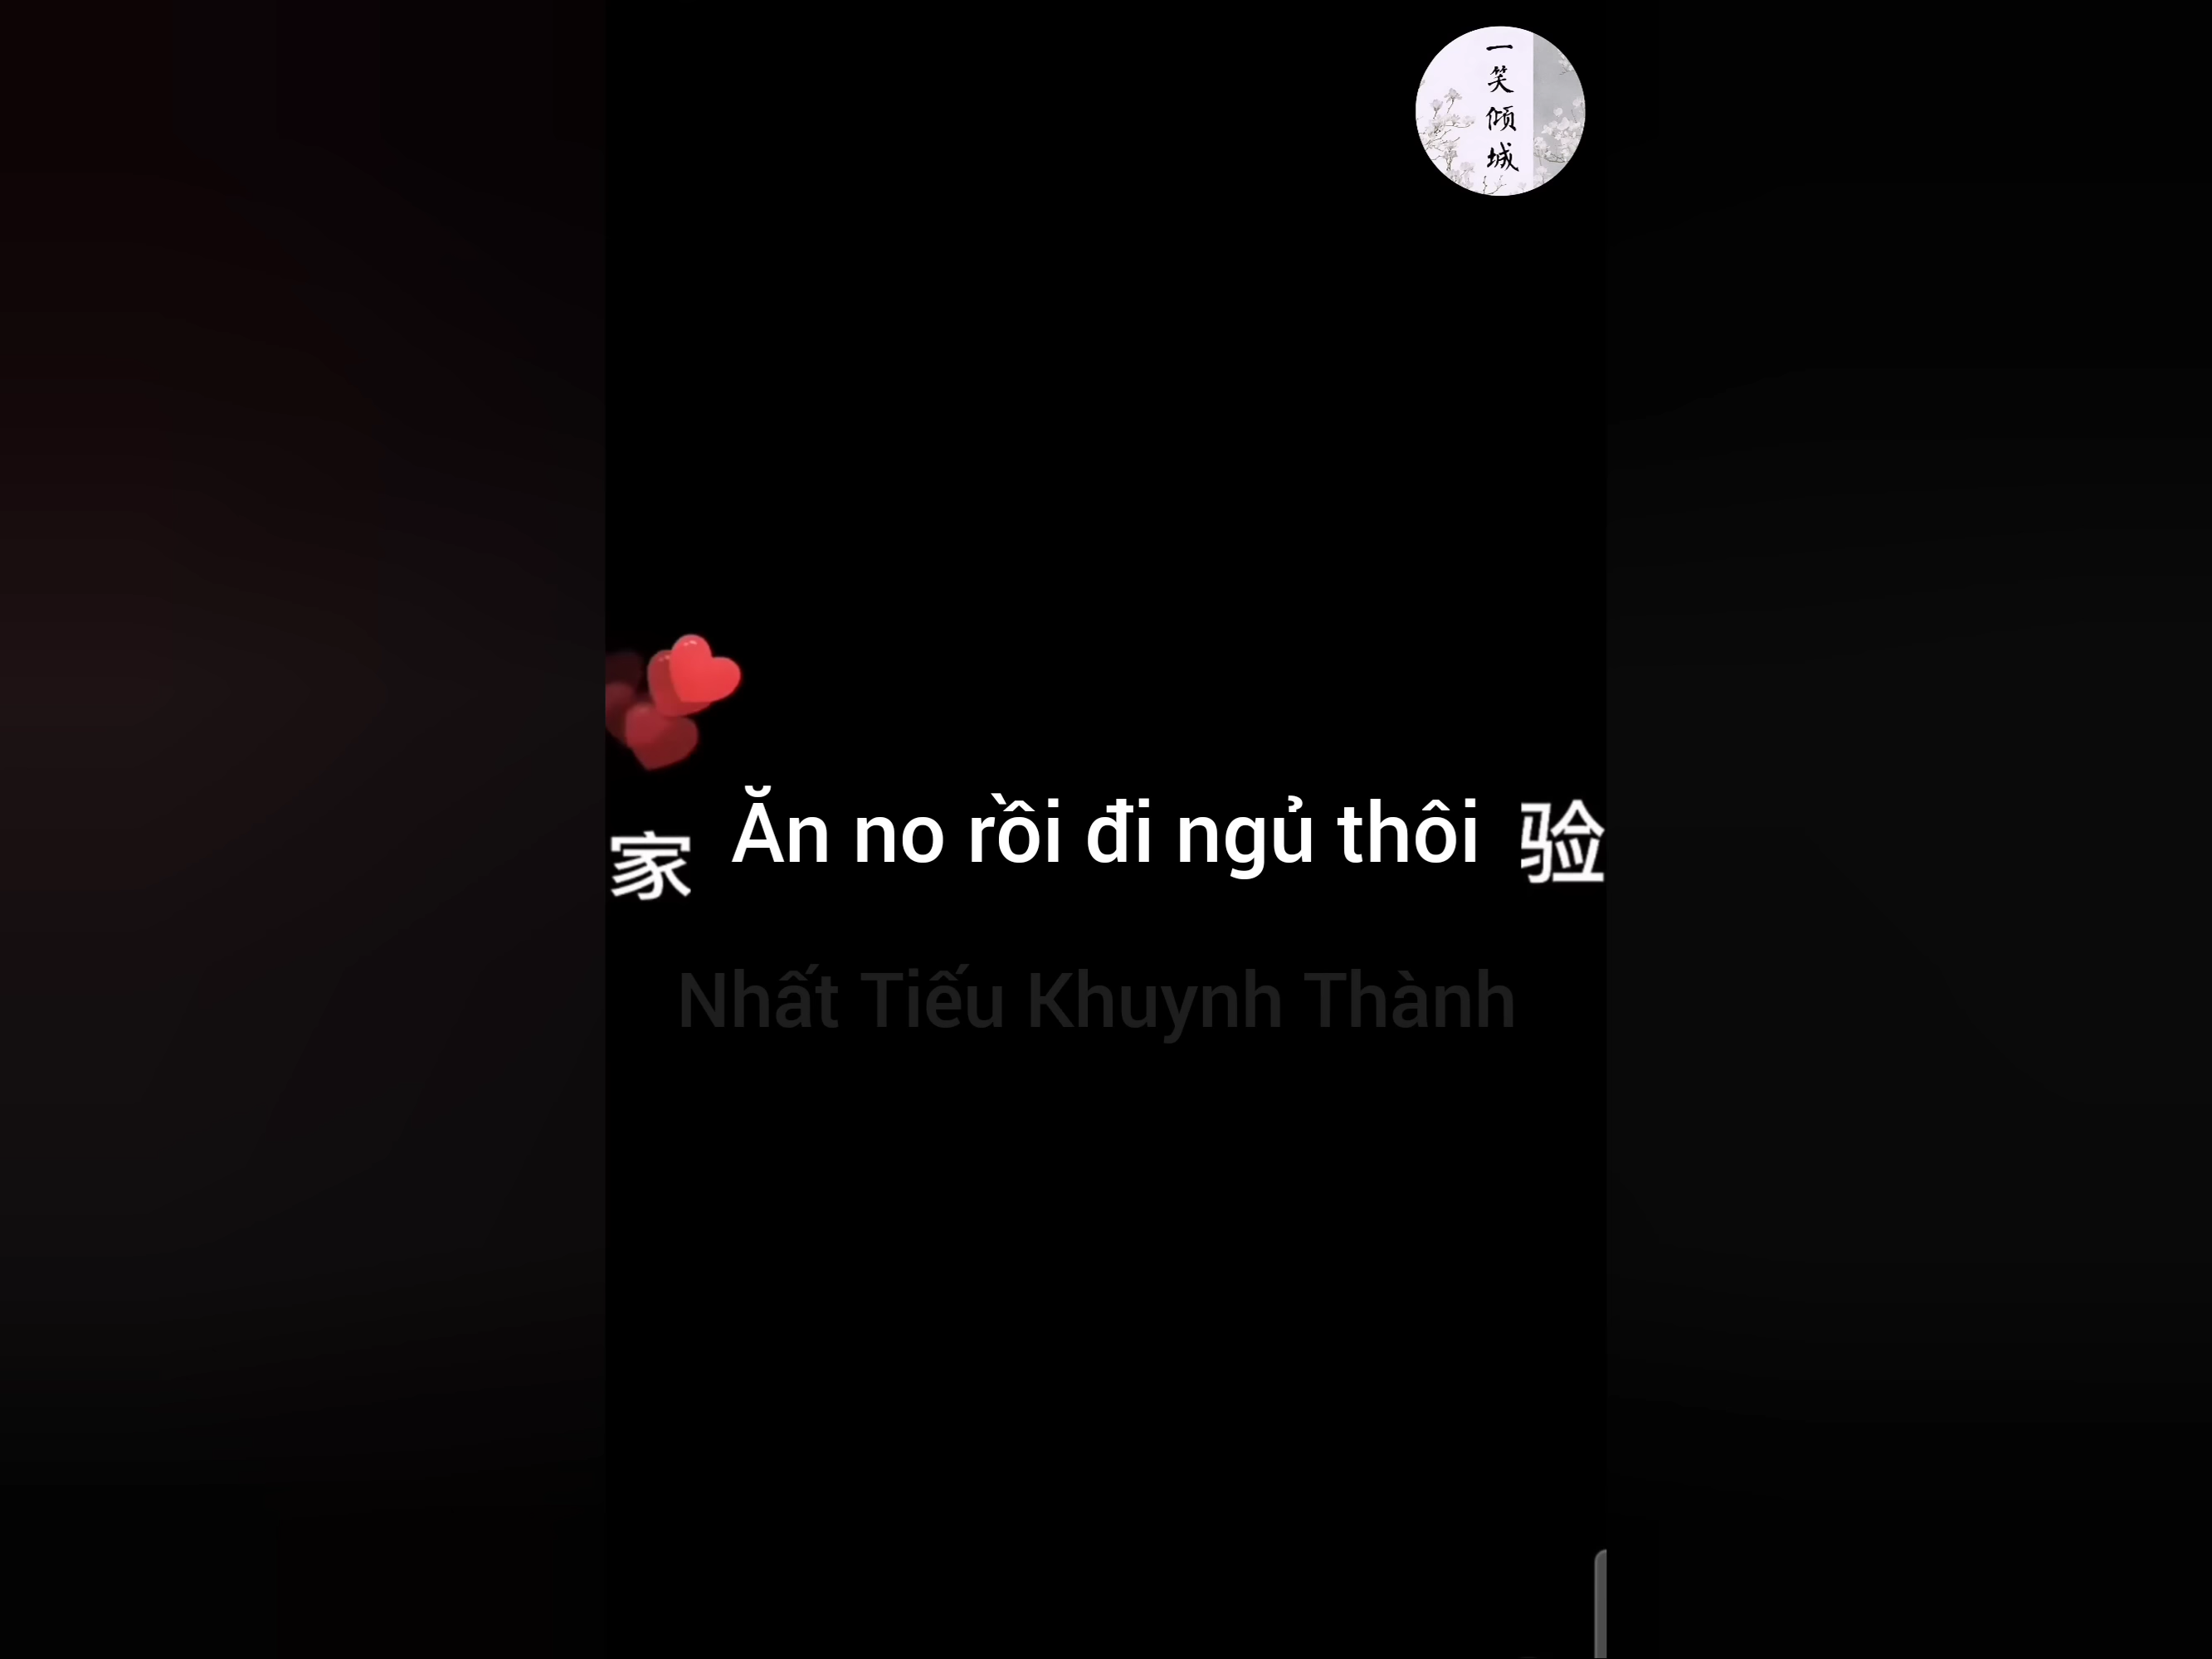 一笑倾城
家 Ăn no rồi đi ngủ thôi 验
Nhất Tiếu Khuynh Thành